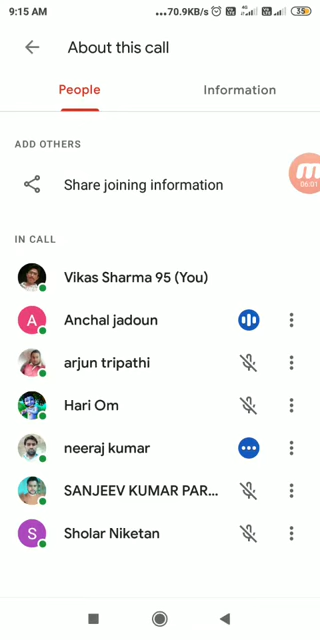 9:15 AM
...70.9KB/s
4G
35
About this call
People
Information
ADD OTHERS
Share joining information
06:01
IN CALL
Vikas Sharma 95 (You)
A
Anchal jadoun
arjun tripathi
Hari Om
neeraj kumar
SANJEEV KUMAR PAR...
S
Sholar Niketan